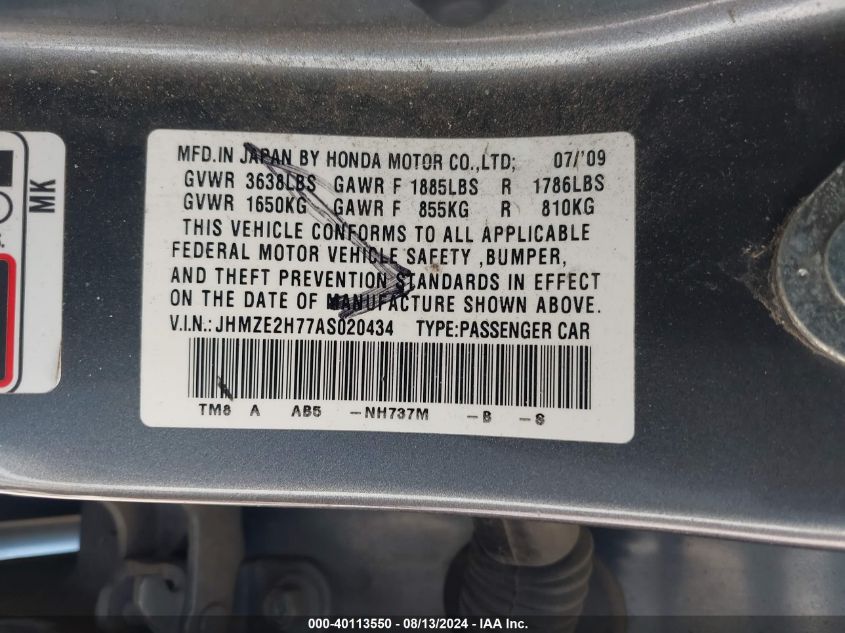 MFD.IN JAPAN BY HONDA MOTOR CO.,LTD; 07/'09
GVWR 3638LBS GAWR F 1885LBS R 1786LBS
GVWR 1650KG GAWR F 855KG R 810KG
THIS VEHICLE CONFORMS TO ALL APPLICABLE
FEDERAL MOTOR VEHICLE SAFETY ,BUMPER,
AND THEFT PREVENTION STANDARDS IN EFFECT
ON THE DATE OF MANUFACTURE SHOWN ABOVE.
V.I.N.: JHMZE2H77AS020434 TYPE:PASSENGER CAR
TM8 A AB5 -NH737M -B -S
MK
000-40113550 - 08/13/2024 - IAA Inc.